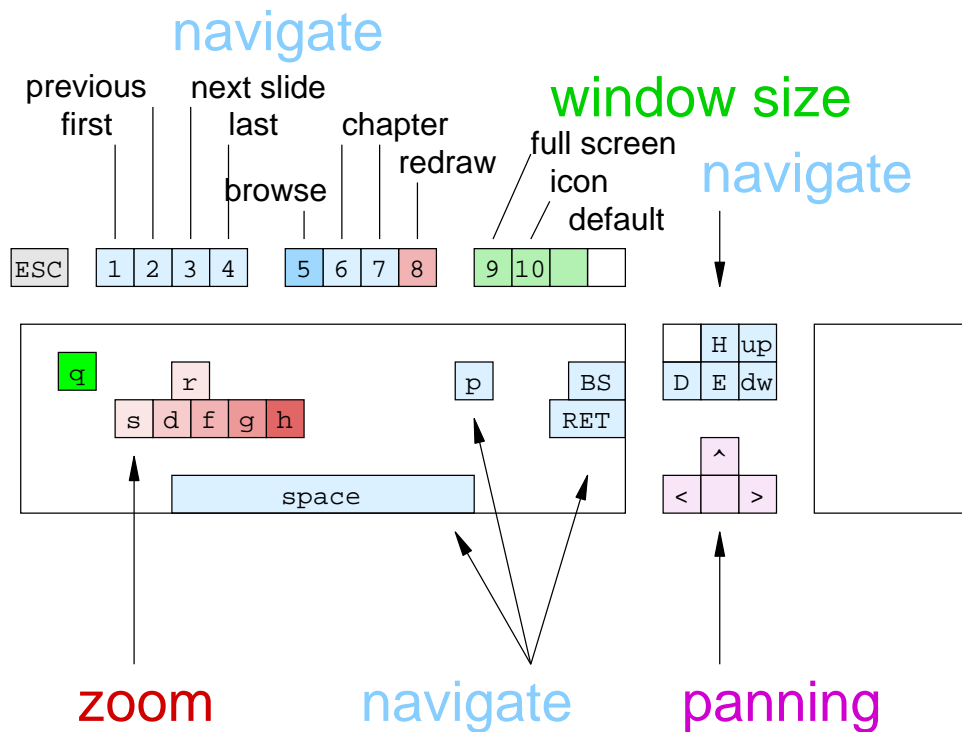 navigate
previous next slide
first last chapter
window size
full screen
redraw
navigate
browse icon
default
ESC 1 2 3 4 5 6 7 8 9 10
H up
q r p BS D E dw
s d f g h RET
^
space < >
zoom navigate panning